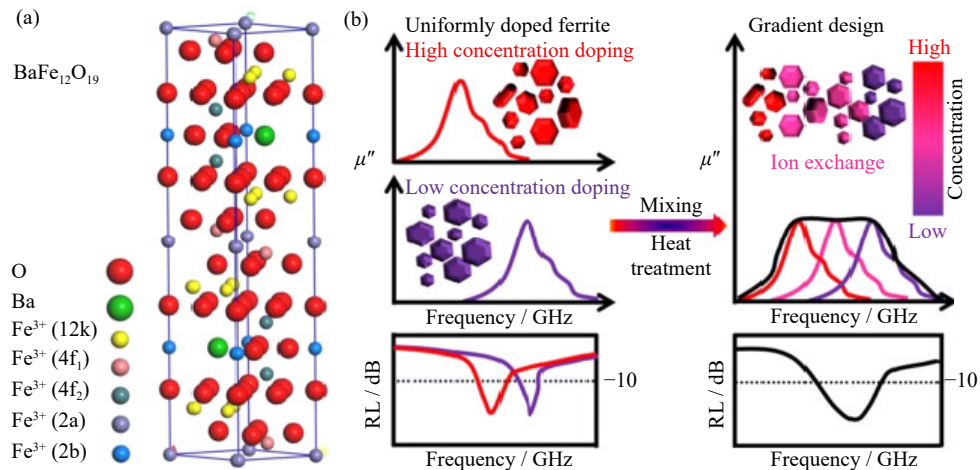 (a)
BaFe₁₂O₁₉
O
Ba
Fe³⁺ (12k)
Fe³⁺ (4f₁)
Fe³⁺ (4f₂)
Fe³⁺ (2a)
Fe³⁺ (2b)
(b)
Uniformly doped ferrite
High concentration doping
μ″
Low concentration doping
Frequency / GHz
RL / dB
−10
Frequency / GHz
Mixing
Heat
treatment
Gradient design
High
μ″
Ion exchange
Concentration
Low
Frequency / GHz
RL / dB
−10
Frequency / GHz